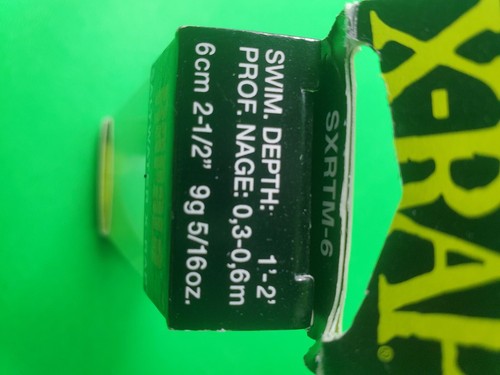 X-RAP®
SXRTM-6
SWIM. DEPTH: 1'-2'
PROF. NAGE: 0,3-0,6m
6cm 2-1/2" 9g 5/16oz.